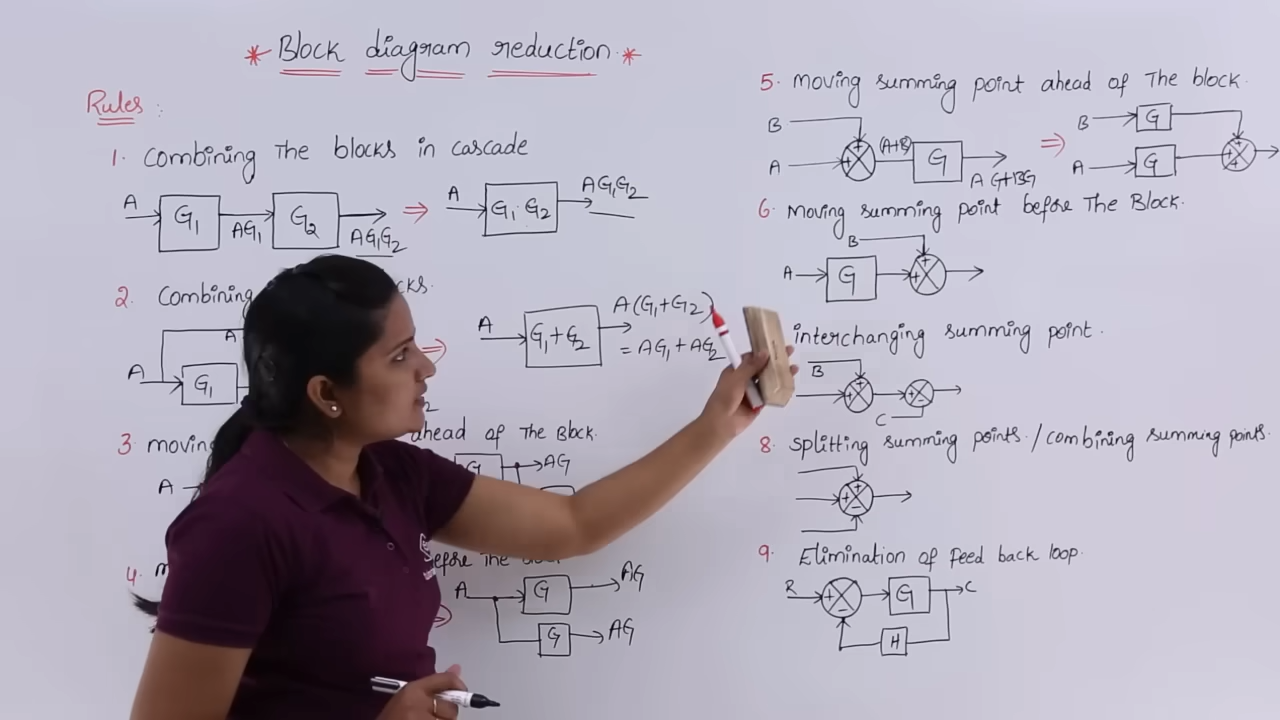 * Block diagram reduction *
Rules :
1. Combining The blocks in cascade
A G1 AG1 G2 AG1G2 ⇒ A G1·G2 AG1G2
2. Combining
A
A G1 ⇒ A G1+G2 A(G1+G2)
= AG1+AG2
3 moving ahead of The Block.
A G AG
4. before The
A G AG
G AG
5. moving summing point ahead of The block.
B
A + + (A+B) G AG+BG ⇒ B G A G + +
6 moving summing point before The Block.
B
A G + +
interchanging summing point.
B
+ + + -
C
8. splitting summing points. / combining summing points.
+ + -
9. Elimination of feed back loop.
R + - G C
H